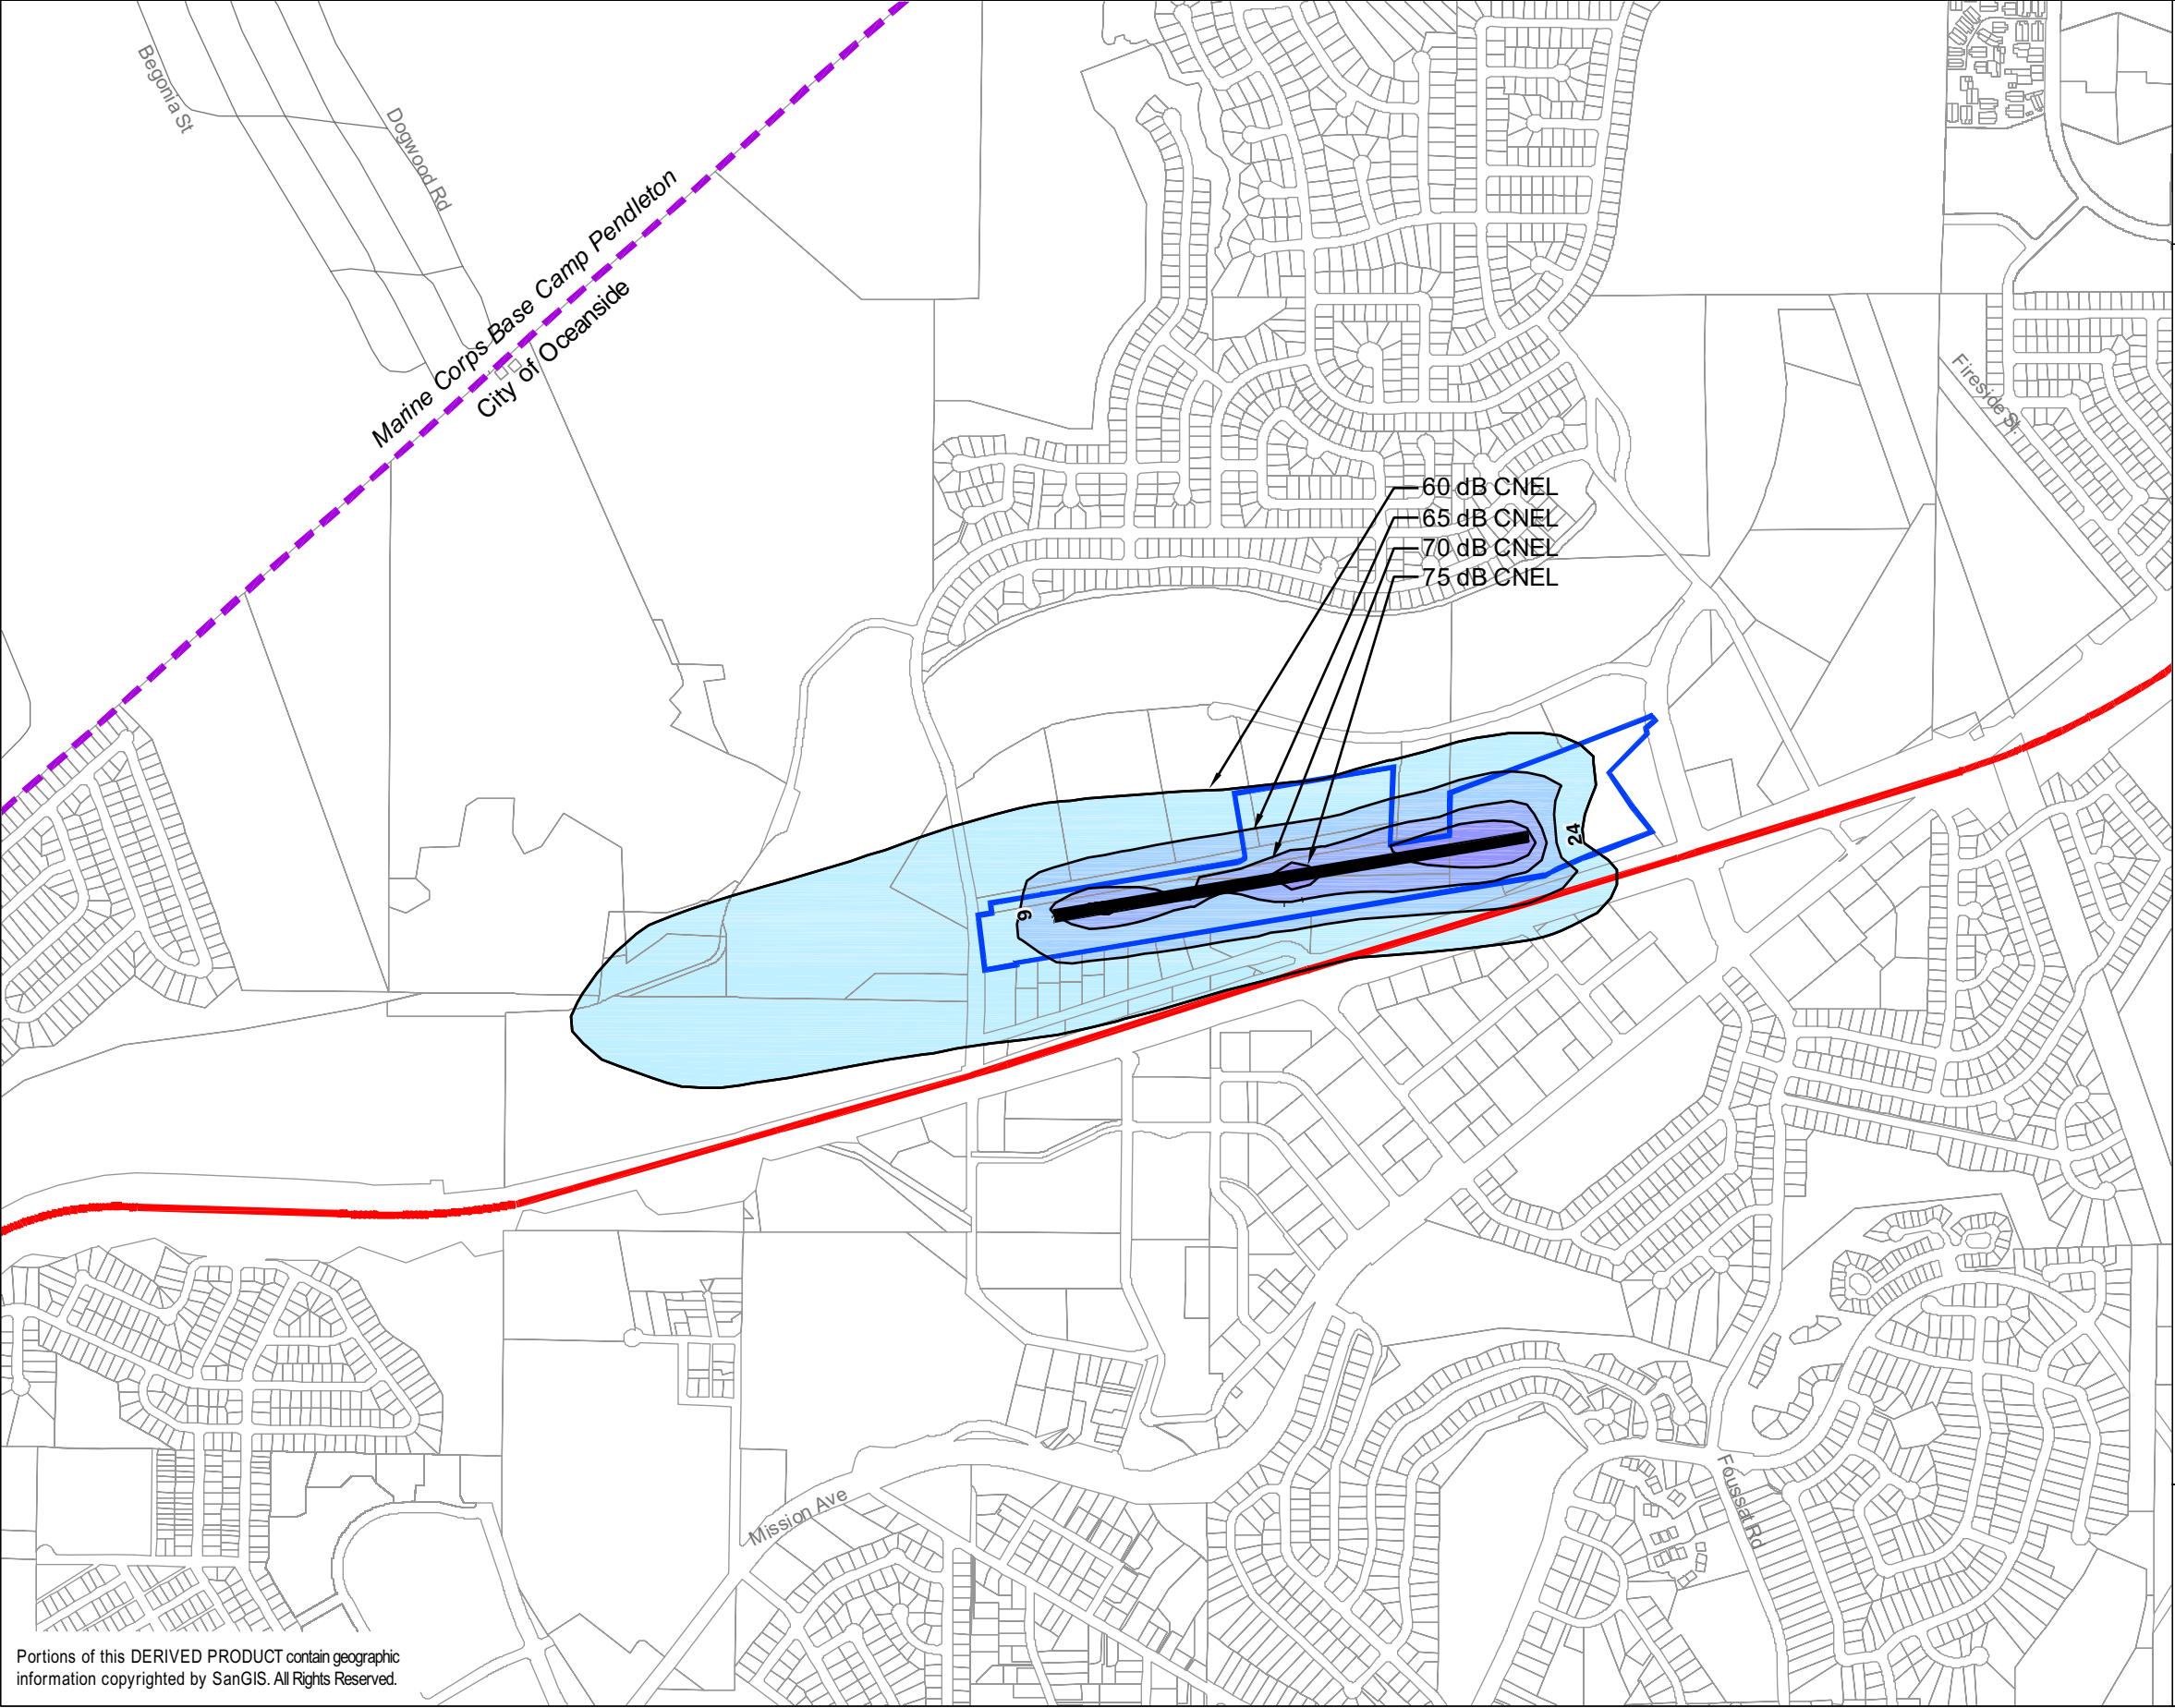 Begonia St
Dogwood Rd
Marine Corps Base Camp Pendleton
City of Oceanside
Fireside St.
60 dB CNEL
65 dB CNEL
70 dB CNEL
75 dB CNEL
24
6
Mission Ave
Foussat Rd
Portions of this DERIVED PRODUCT contain geographic
information copyrighted by SanGIS. All Rights Reserved.